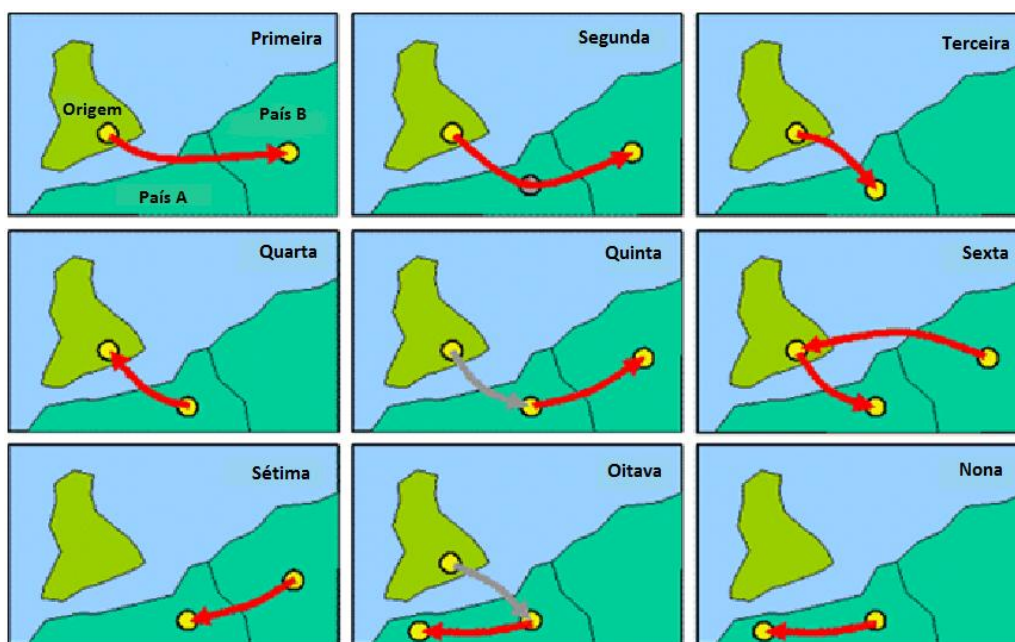 Primeira
Segunda
Terceira
Origem
País B
País A
Quarta
Quinta
Sexta
Sétima
Oitava
Nona